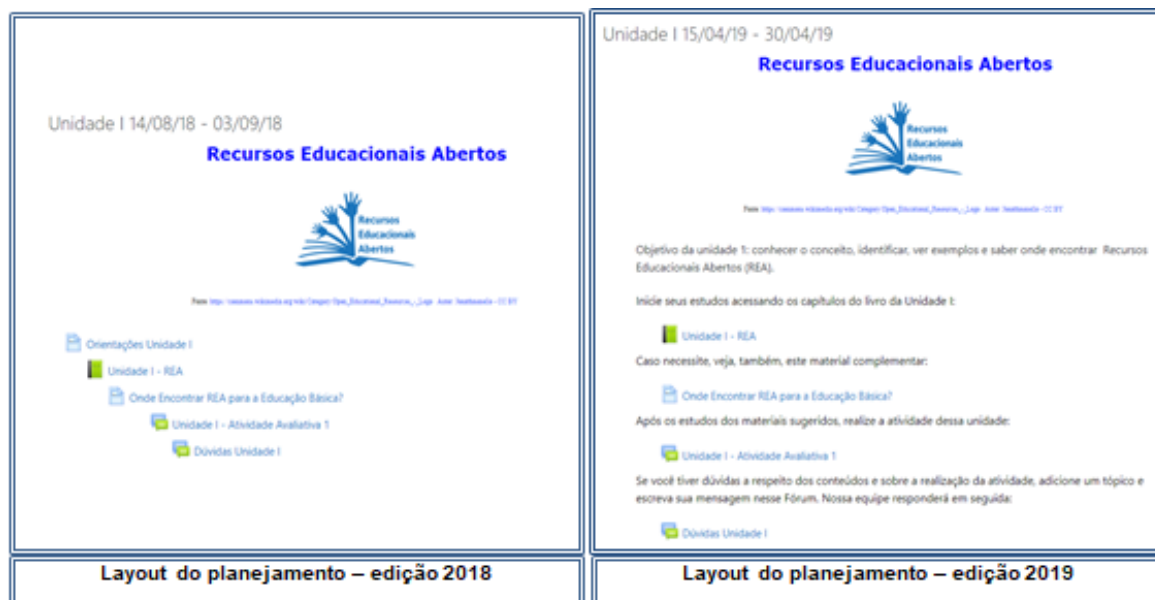 Unidade I 14/08/18 - 03/09/18
Recursos Educacionais Abertos
Recursos
Educacionais
Abertos
Orientações Unidade I
Unidade I - REA
Onde Encontrar REA para a Educação Básica?
Unidade I - Atividade Avaliativa 1
Dúvidas Unidade I
Layout do planejamento – edição 2018
Unidade I 15/04/19 - 30/04/19
Recursos Educacionais Abertos
Recursos
Educacionais
Abertos
Objetivo da unidade 1: conhecer o conceito, identificar, ver exemplos e saber onde encontrar Recursos
Educacionais Abertos (REA).
Inicie seus estudos acessando os capítulos do livro da Unidade I:
Unidade I - REA
Caso necessite, veja, também, este material complementar:
Onde Encontrar REA para a Educação Básica?
Após os estudos dos materiais sugeridos, realize a atividade dessa unidade:
Unidade I - Atividade Avaliativa 1
Se você tiver dúvidas a respeito dos conteúdos e sobre a realização da atividade, adicione um tópico e
escreva sua mensagem nesse Fórum. Nossa equipe responderá em seguida:
Dúvidas Unidade I
Layout do planejamento – edição 2019